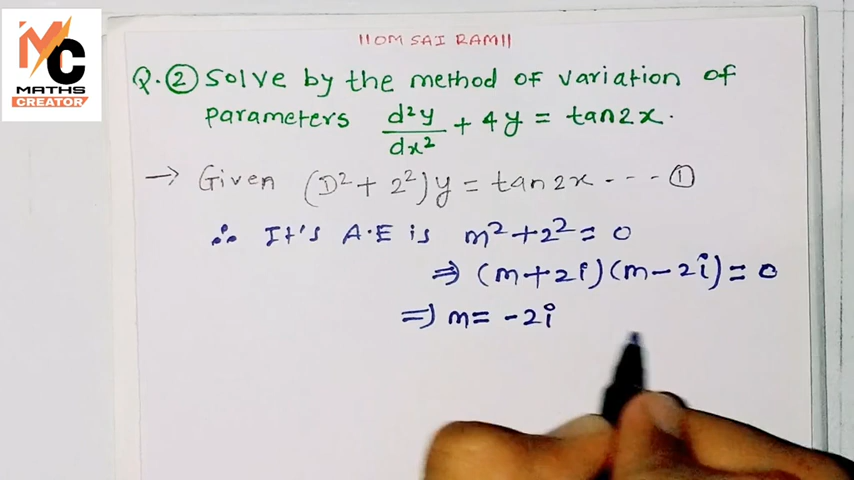 MC
MATHS
CREATOR
||OM SAI RAM||
Q.② Solve by the method of variation of
parameters d²y/dx² + 4y = tan2x.
→ Given (D² + 2²)y = tan2x --- ①
∴ It's A.E is m² + 2² = 0
⇒ (m+2i)(m-2i) = 0
⇒ m = -2i